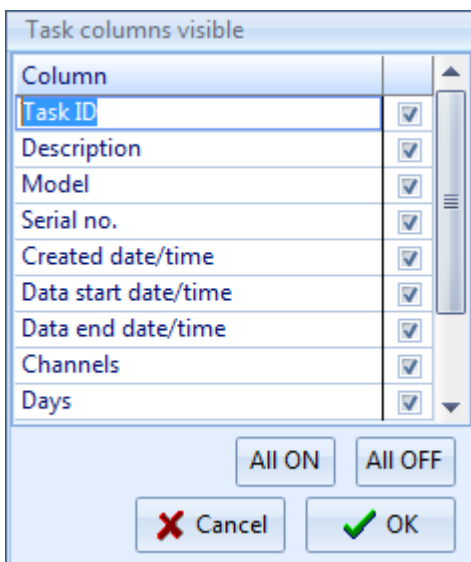 Task columns visible
Column
Task ID
Description
Model
Serial no.
Created date/time
Data start date/time
Data end date/time
Channels
Days
All ON All OFF
Cancel OK